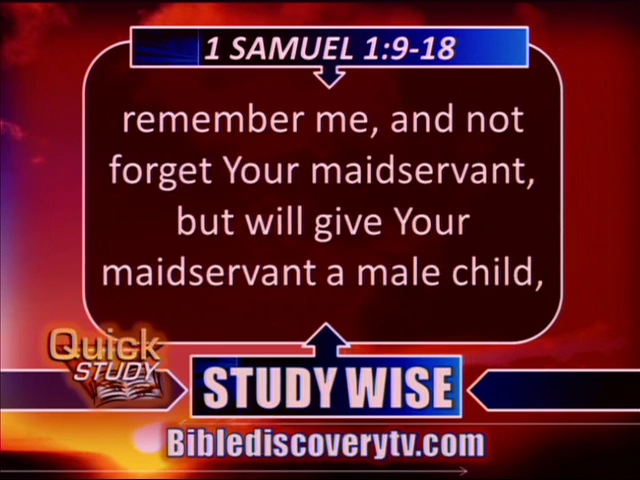 1 SAMUEL 1:9-18
remember me, and not
forget Your maidservant,
but will give Your
maidservant a male child,
Quick
STUDY
STUDY WISE
Biblediscoverytv.com